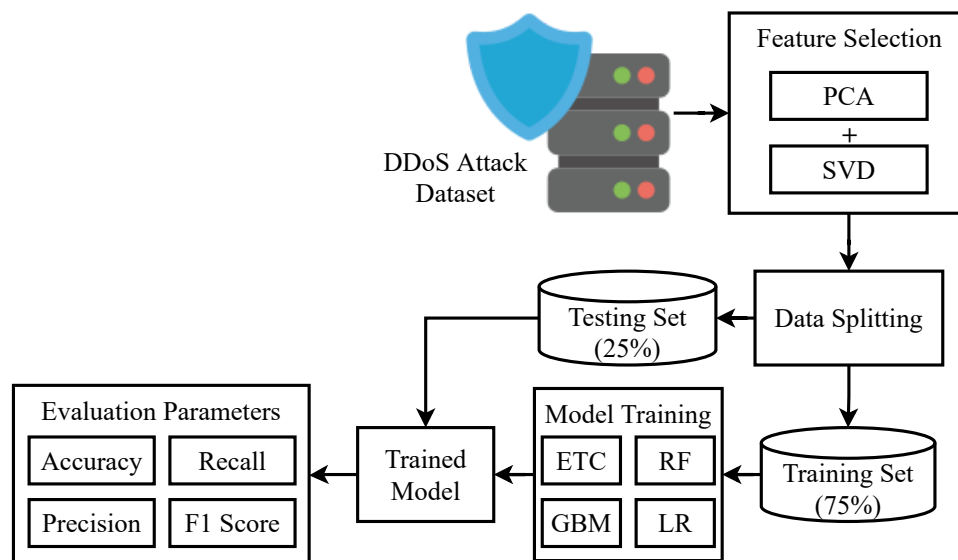 DDoS Attack
Dataset
Feature Selection
PCA
+
SVD
Data Splitting
Testing Set
(25%)
Training Set
(75%)
Model Training
ETC
RF
GBM
LR
Trained
Model
Evaluation Parameters
Accuracy
Recall
Precision
F1 Score